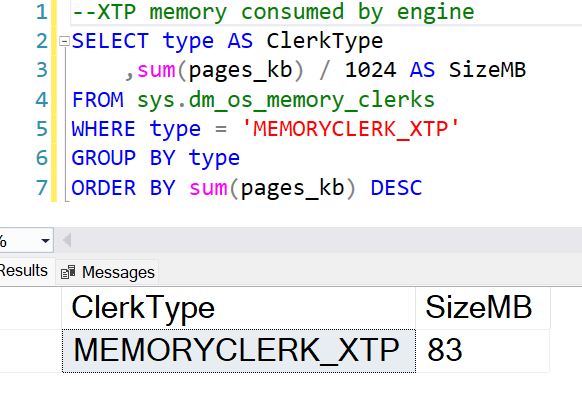 1 --XTP memory consumed by engine
2 SELECT type AS ClerkType
3 ,sum(pages_kb) / 1024 AS SizeMB
4 FROM sys.dm_os_memory_clerks
5 WHERE type = 'MEMORYCLERK_XTP'
6 GROUP BY type
7 ORDER BY sum(pages_kb) DESC
%
Results Messages
ClerkType SizeMB
MEMORYCLERK_XTP 83